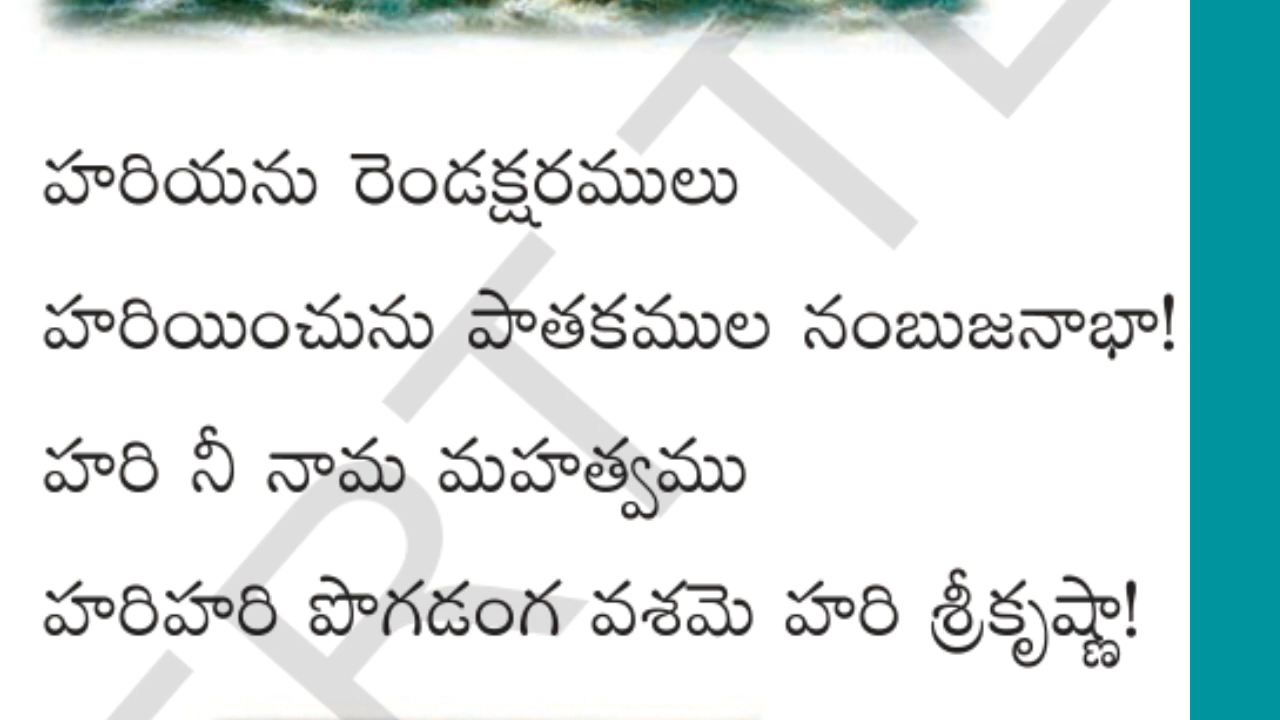 హరియను రెండక్షరములు
హరియించును పాతకముల నంబుజనాభా!
హరి నీ నామ మహత్వము
హరిహరి పొగడంగ వశమె హరి శ్రీకృష్ణా!